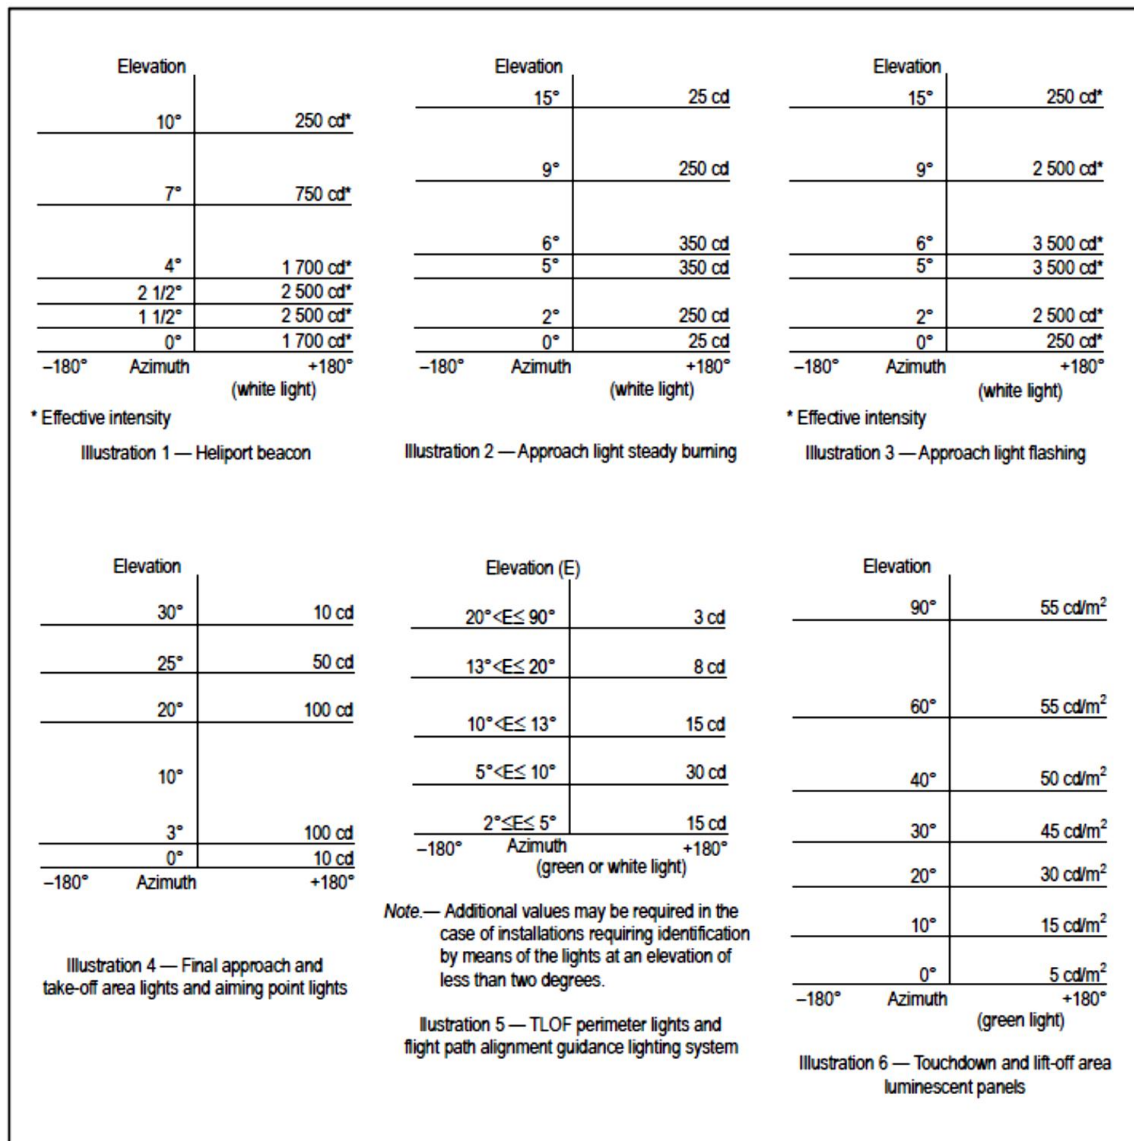 Elevation
10° 250 cd*
7° 750 cd*
4° 1 700 cd*
2 1/2° 2 500 cd*
1 1/2° 2 500 cd*
0° 1 700 cd*
–180° Azimuth +180°
(white light)
* Effective intensity
Illustration 1 — Heliport beacon
Elevation
15° 25 cd
9° 250 cd
6° 350 cd
5° 350 cd
2° 250 cd
0° 25 cd
–180° Azimuth +180°
(white light)
Illustration 2 — Approach light steady burning
Elevation
15° 250 cd*
9° 2 500 cd*
6° 3 500 cd*
5° 3 500 cd*
2° 2 500 cd*
0° 250 cd*
–180° Azimuth +180°
(white light)
* Effective intensity
Illustration 3 — Approach light flashing
Elevation
30° 10 cd
25° 50 cd
20° 100 cd
10°
3° 100 cd
0° 10 cd
–180° Azimuth +180°
Illustration 4 — Final approach and
take-off area lights and aiming point lights
Elevation (E)
20°<E≤ 90° 3 cd
13°<E≤ 20° 8 cd
10°<E≤ 13° 15 cd
5°<E≤ 10° 30 cd
2°≤E≤ 5° 15 cd
–180° Azimuth +180°
(green or white light)
Note.— Additional values may be required in the
case of installations requiring identification
by means of the lights at an elevation of
less than two degrees.
Illustration 5 — TLOF perimeter lights and
flight path alignment guidance lighting system
Elevation
90° 55 cd/m²
60° 55 cd/m²
40° 50 cd/m²
30° 45 cd/m²
20° 30 cd/m²
10° 15 cd/m²
0° 5 cd/m²
–180° Azimuth +180°
(green light)
Illustration 6 — Touchdown and lift-off area
luminescent panels